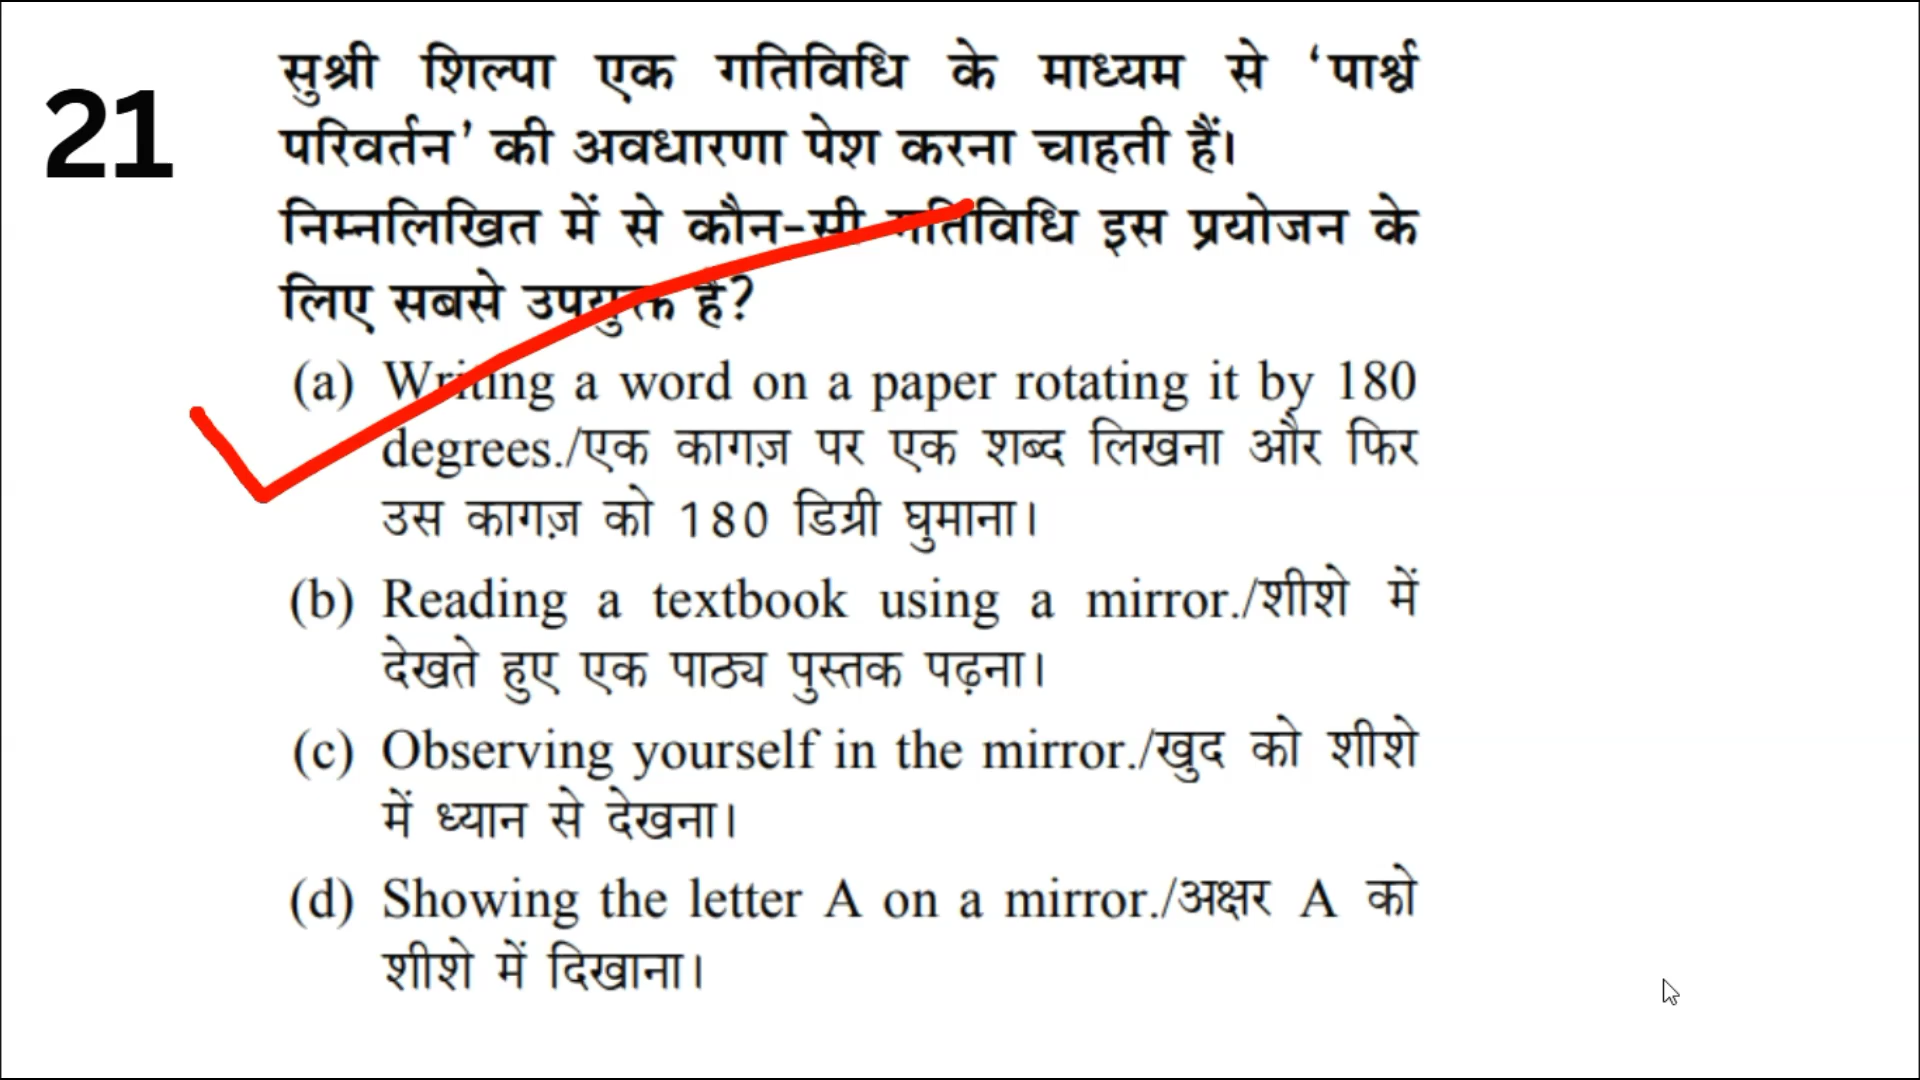 21
सुश्री शिल्पा एक गतिविधि के माध्यम से ‘पार्श्व
परिवर्तन’ की अवधारणा पेश करना चाहती हैं।
निम्नलिखित में से कौन-सी गतिविधि इस प्रयोजन के
लिए सबसे उपयुक्त है?
(a) Writing a word on a paper rotating it by 180
degrees./एक कागज़ पर एक शब्द लिखना और फिर
उस कागज़ को 180 डिग्री घुमाना।
(b) Reading a textbook using a mirror./शीशे में
देखते हुए एक पाठ्य पुस्तक पढ़ना।
(c) Observing yourself in the mirror./खुद को शीशे
में ध्यान से देखना।
(d) Showing the letter A on a mirror./अक्षर A को
शीशे में दिखाना।